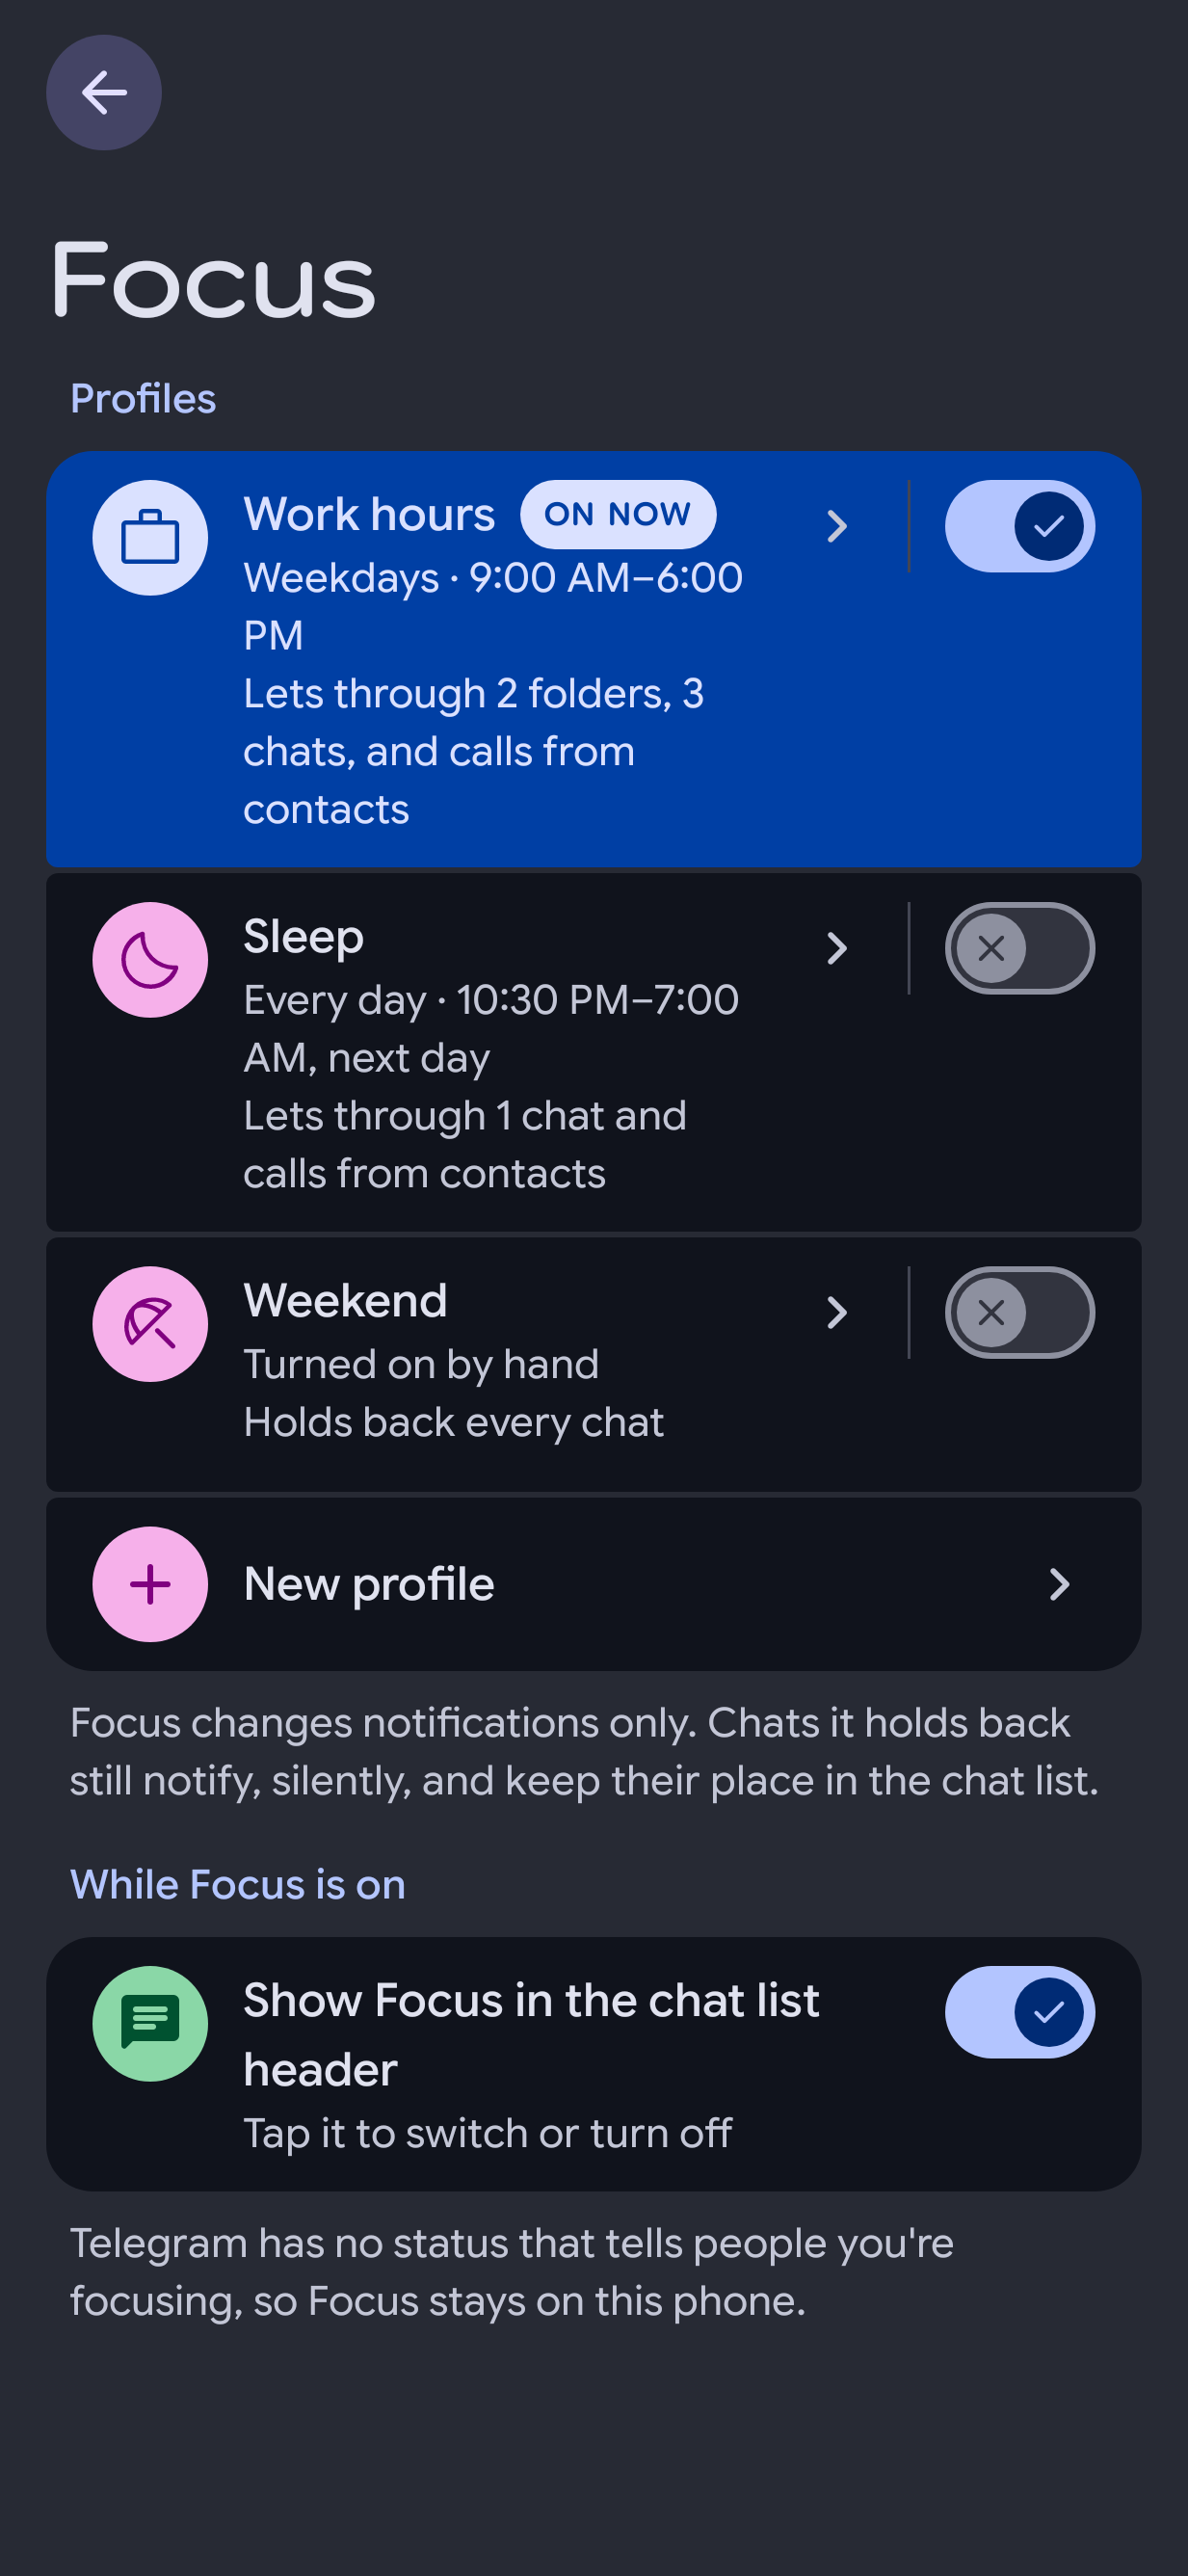 Focus
Profiles
Work hours ON NOW
Weekdays · 9:00 AM–6:00
PM
Lets through 2 folders, 3
chats, and calls from
contacts
Sleep
Every day · 10:30 PM–7:00
AM, next day
Lets through 1 chat and
calls from contacts
Weekend
Turned on by hand
Holds back every chat
New profile
Focus changes notifications only. Chats it holds back
still notify, silently, and keep their place in the chat list.
While Focus is on
Show Focus in the chat list
header
Tap it to switch or turn off
Telegram has no status that tells people you're
focusing, so Focus stays on this phone.